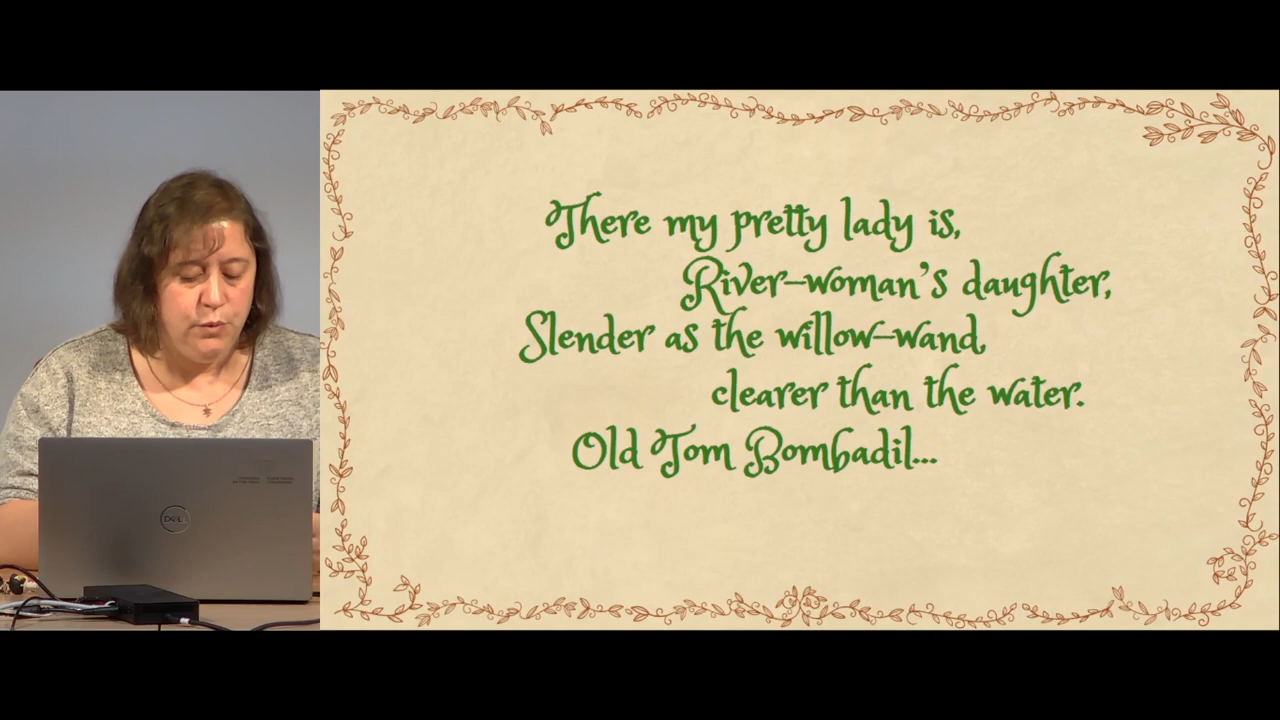 There my pretty lady is,
River-woman's daughter,
Slender as the willow-wand,
clearer than the water.
Old Tom Bombadil...
DELL